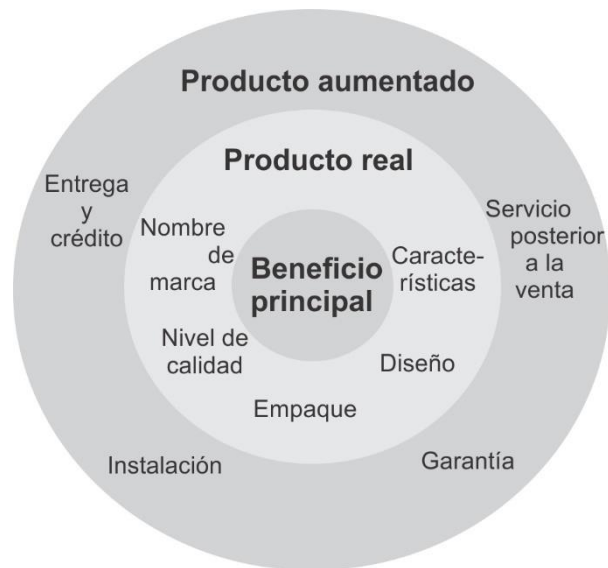 Producto aumentado
Producto real
Entrega
y
crédito
Nombre
de
marca
Beneficio
principal
Caracte-
rísticas
Servicio
posterior
a la
venta
Nivel de
calidad
Diseño
Empaque
Instalación
Garantía